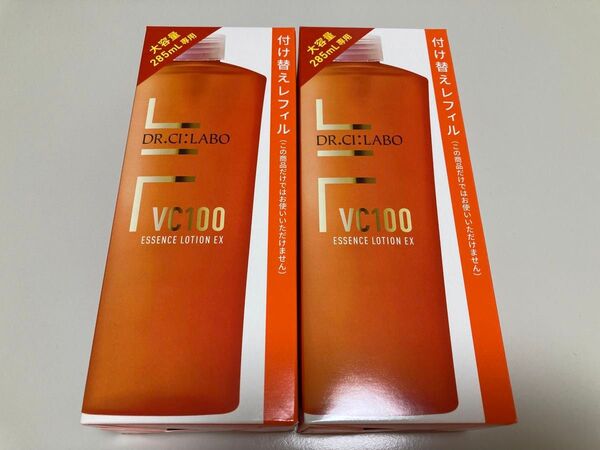 大容量
285mL専用
DR.CI:LABO
VC100
ESSENCE LOTION EX
付け替えレフィル
(この商品だけではお使いいただけません)
大容量
285mL専用
DR.CI:LABO
VC100
ESSENCE LOTION EX
付け替えレフィル
(この商品だけではお使いいただけません)